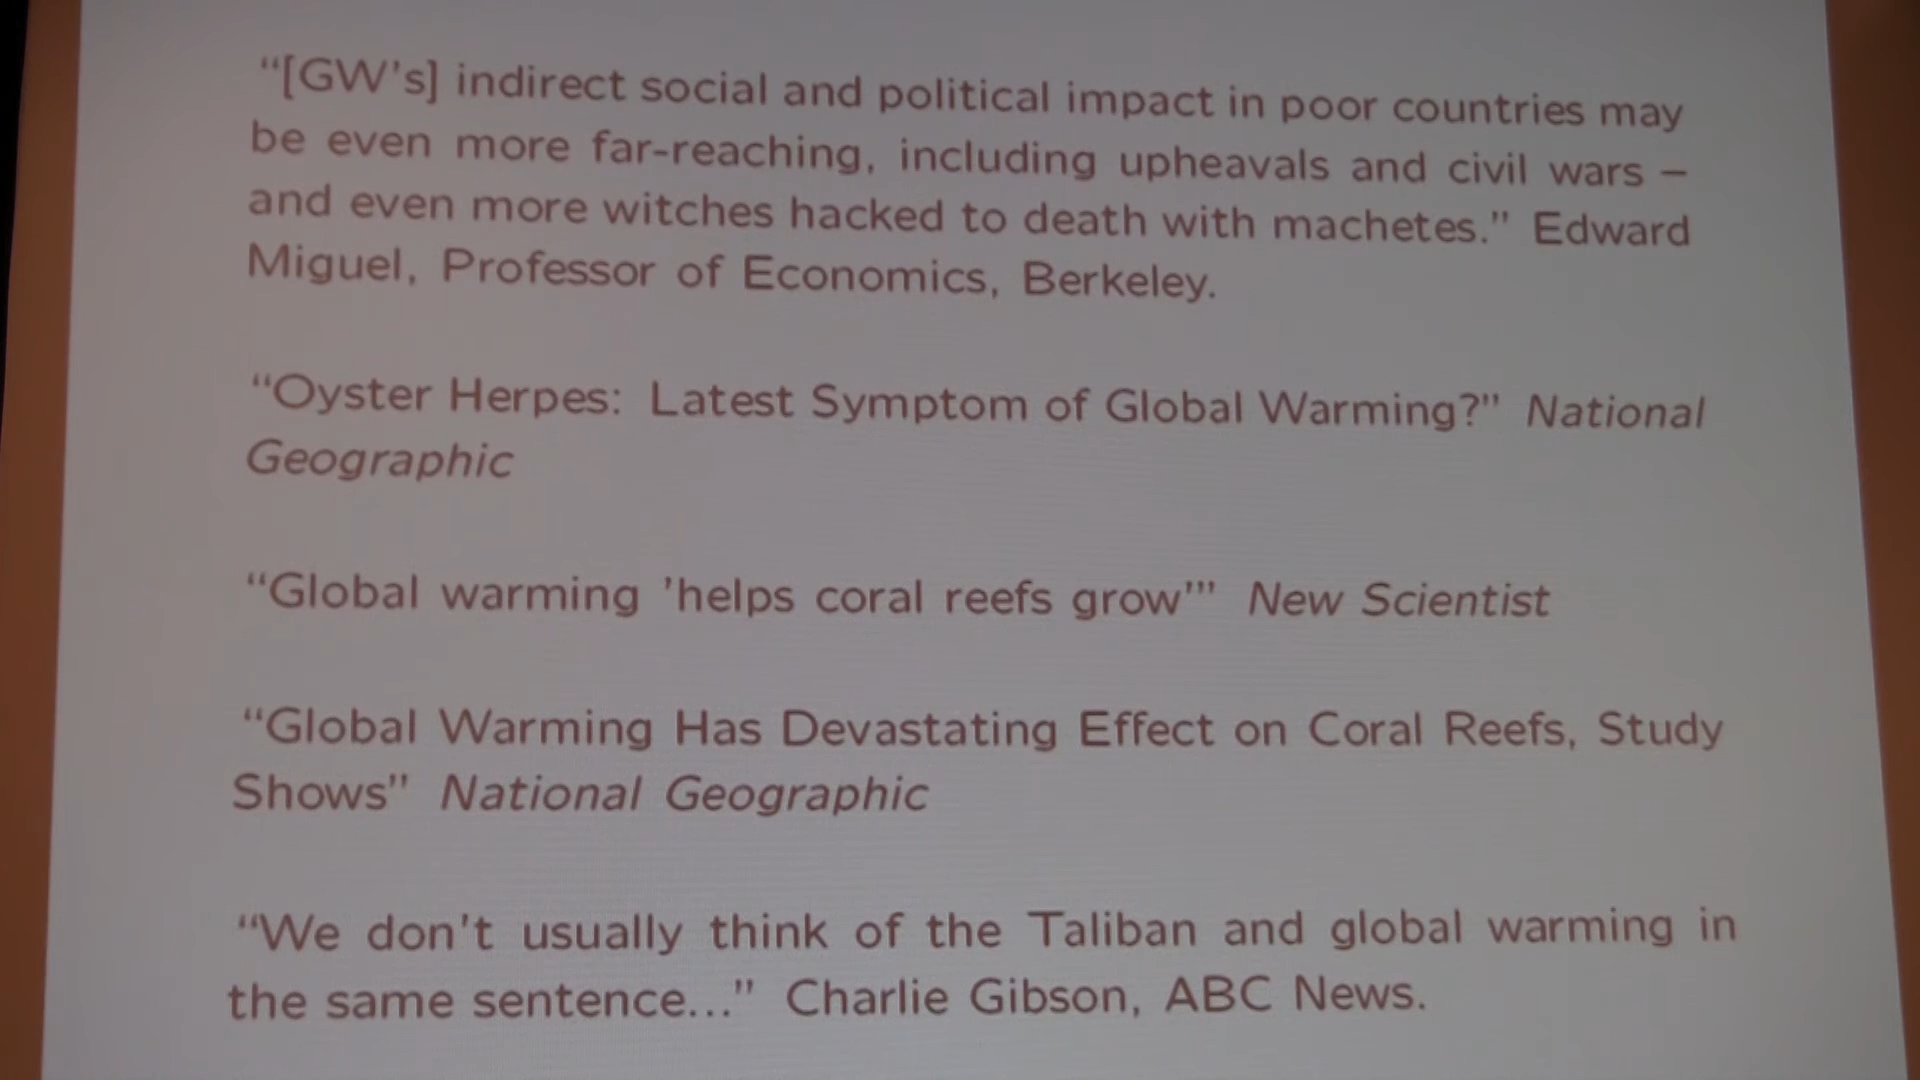 “[GW's] indirect social and political impact in poor countries may
be even more far-reaching, including upheavals and civil wars –
and even more witches hacked to death with machetes.” Edward
Miguel, Professor of Economics, Berkeley.
“Oyster Herpes: Latest Symptom of Global Warming?” National
Geographic
“Global warming 'helps coral reefs grow'” New Scientist
“Global Warming Has Devastating Effect on Coral Reefs, Study
Shows” National Geographic
“We don't usually think of the Taliban and global warming in
the same sentence...” Charlie Gibson, ABC News.